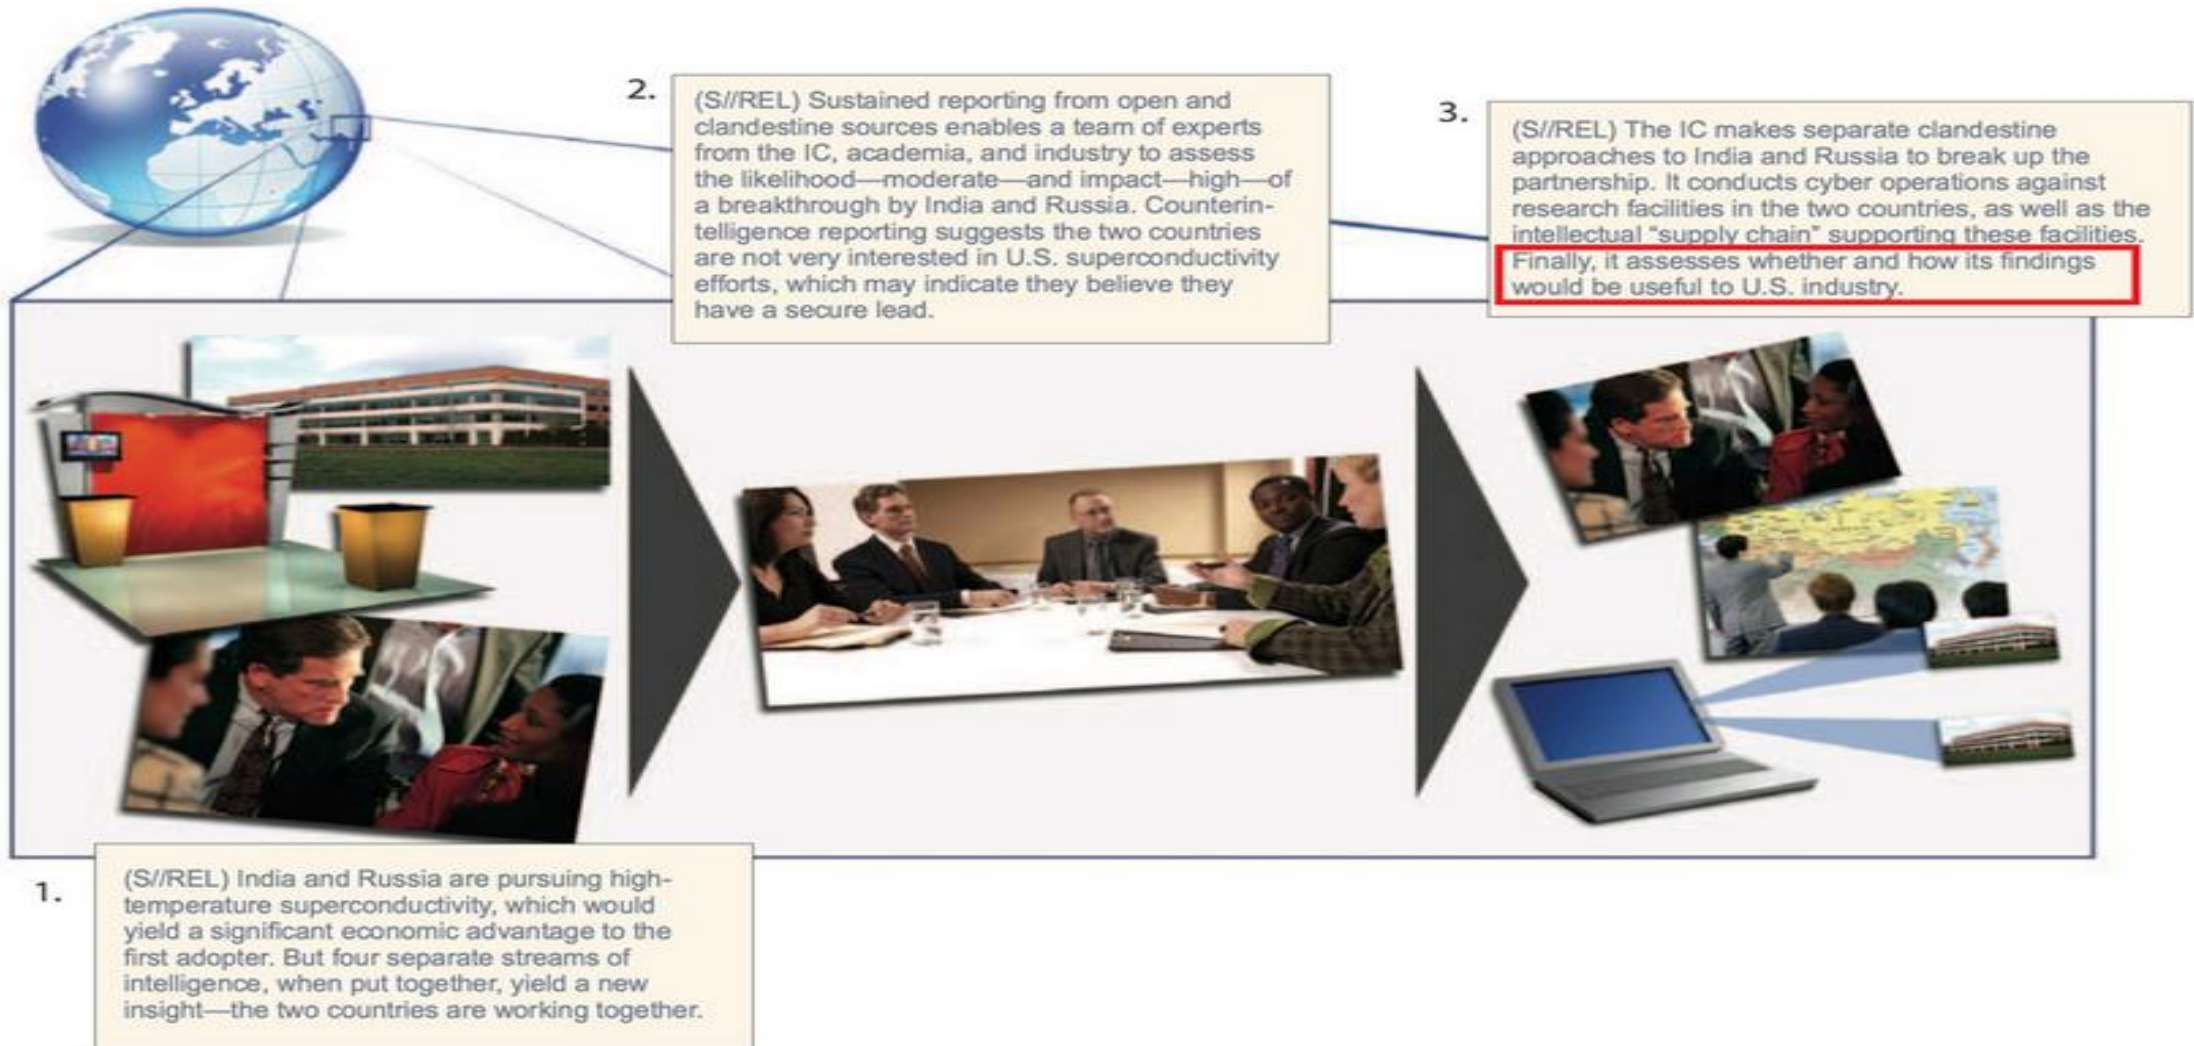 1.
(S//REL) India and Russia are pursuing high-
temperature superconductivity, which would
yield a significant economic advantage to the
first adopter. But four separate streams of
intelligence, when put together, yield a new
insight—the two countries are working together.
2.
(S//REL) Sustained reporting from open and
clandestine sources enables a team of experts
from the IC, academia, and industry to assess
the likelihood—moderate—and impact—high—of
a breakthrough by India and Russia. Counterin-
telligence reporting suggests the two countries
are not very interested in U.S. superconductivity
efforts, which may indicate they believe they
have a secure lead.
3.
(S//REL) The IC makes separate clandestine
approaches to India and Russia to break up the
partnership. It conducts cyber operations against
research facilities in the two countries, as well as the
intellectual “supply chain” supporting these facilities.
Finally, it assesses whether and how its findings
would be useful to U.S. industry.